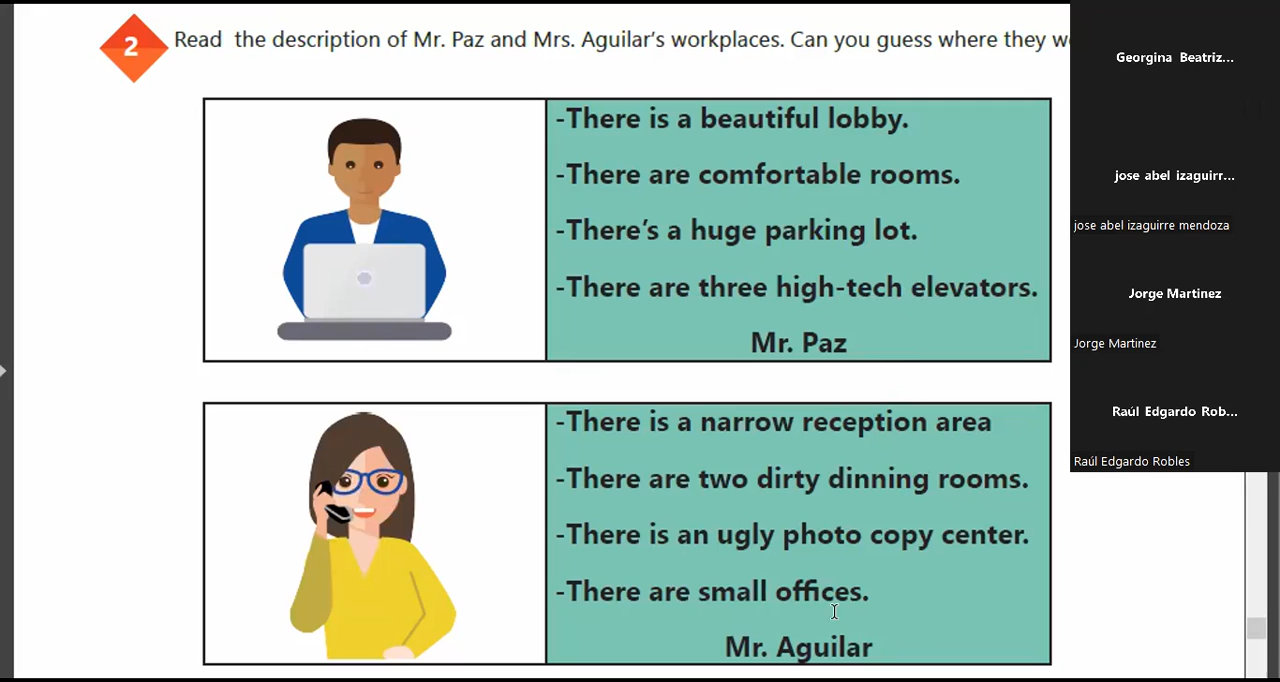 2
Read the description of Mr. Paz and Mrs. Aguilar's workplaces. Can you guess where they w
-There is a beautiful lobby.
-There are comfortable rooms.
-There's a huge parking lot.
-There are three high-tech elevators.
Mr. Paz
-There is a narrow reception area
-There are two dirty dinning rooms.
-There is an ugly photo copy center.
-There are small offices.
Mr. Aguilar
Georgina Beatriz...
jose abel izaguirr...
jose abel izaguirre mendoza
Jorge Martinez
Jorge Martinez
Raúl Edgardo Rob...
Raúl Edgardo Robles